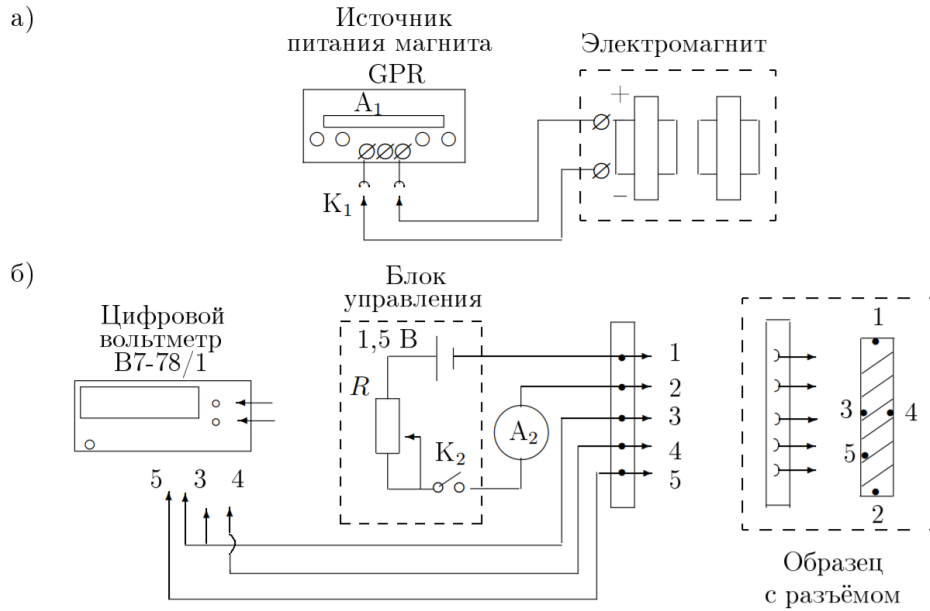 а)
Источник
питания магнита
GPR
A₁
K₁
Электромагнит
+
−
б)
Цифровой
вольтметр
В7-78/1
5 3 4
Блок
управления
1,5 В
R
K₂
A₂
1
2
3
4
5
1
3
4
5
2
Образец
с разъёмом